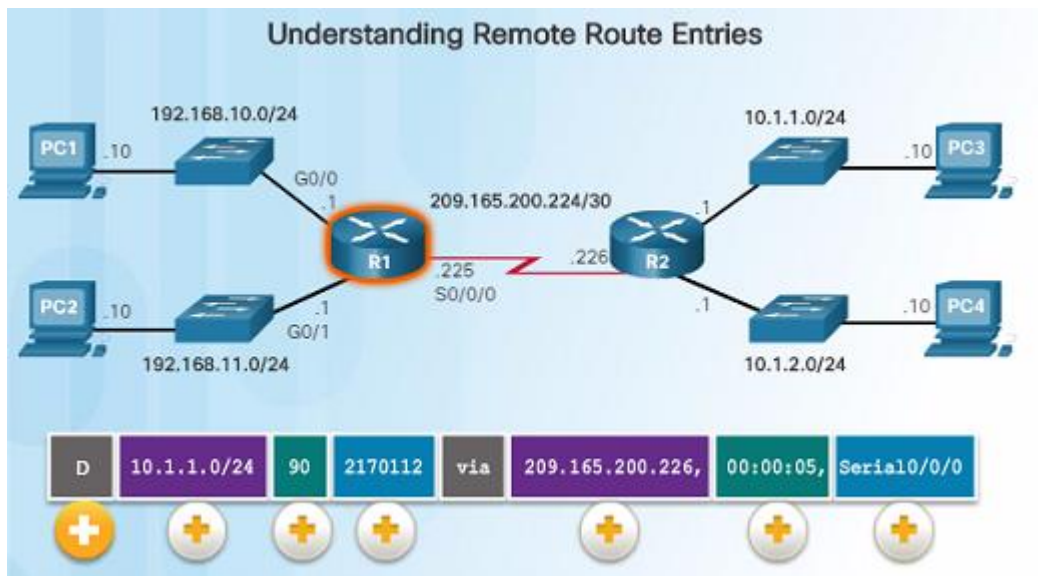 Understanding Remote Route Entries
192.168.10.0/24
10.1.1.0/24
PC1
.10
.10
PC3
G0/0
.1
209.165.200.224/30
.1
R1
.225
S0/0/0
.226
R2
PC2
.10
.1
G0/1
.1
.10
PC4
192.168.11.0/24
10.1.2.0/24
D 10.1.1.0/24 90 2170112 via 209.165.200.226, 00:00:05, Serial0/0/0